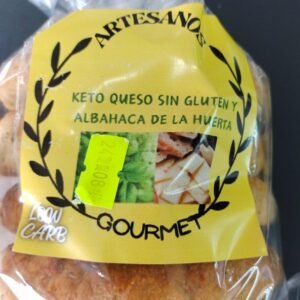 ARTESANOS
KETO QUESO SIN GLUTEN Y
ALBAHACA DE LA HUERTA
LOW
CARB
GOURMET